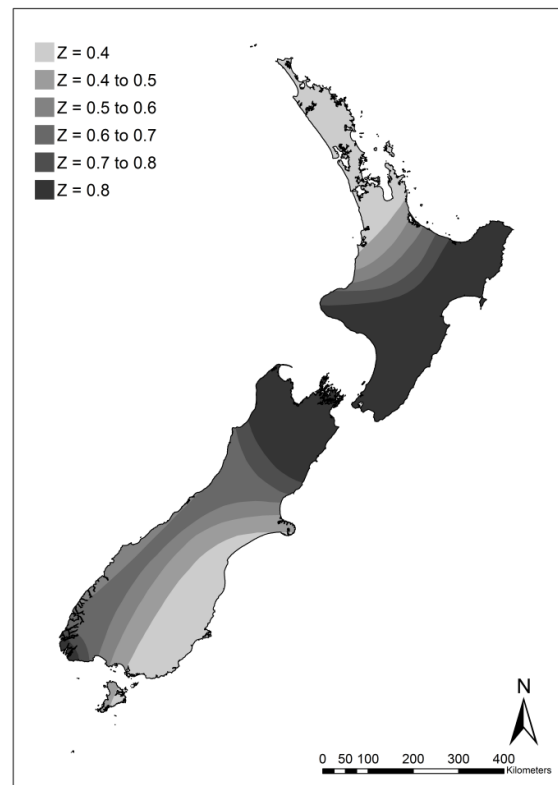 Z = 0.4
Z = 0.4 to 0.5
Z = 0.5 to 0.6
Z = 0.6 to 0.7
Z = 0.7 to 0.8
Z = 0.8
N
0 50 100 200 300 400
Kilometers